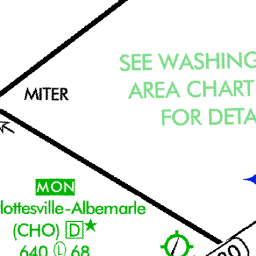 SEE WASHING
AREA CHART
FOR DETA
MITER
MON
lottesville-Albemarle
(CHO) D★
640 Ⓛ 68